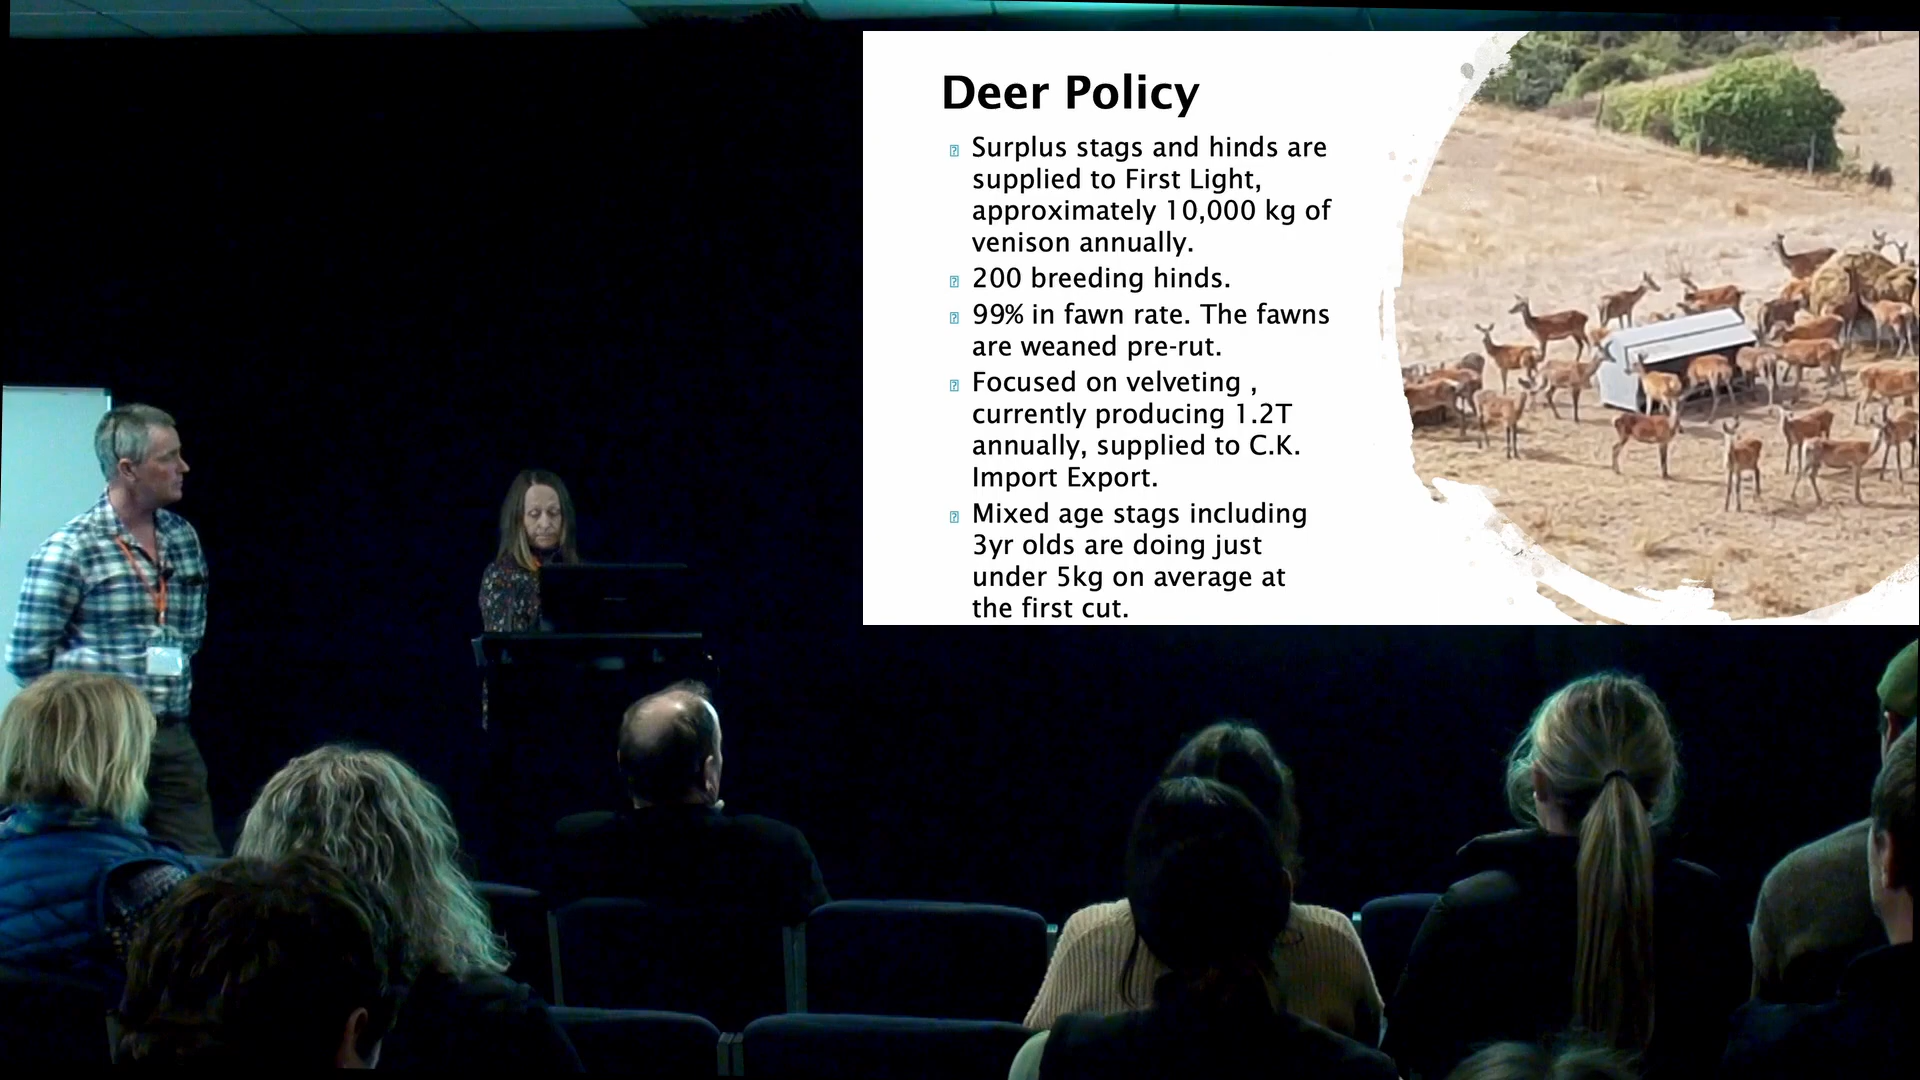 Deer Policy
Surplus stags and hinds are
supplied to First Light,
approximately 10,000 kg of
venison annually.
200 breeding hinds.
99% in fawn rate. The fawns
are weaned pre-rut.
Focused on velveting ,
currently producing 1.2T
annually, supplied to C.K.
Import Export.
Mixed age stags including
3yr olds are doing just
under 5kg on average at
the first cut.